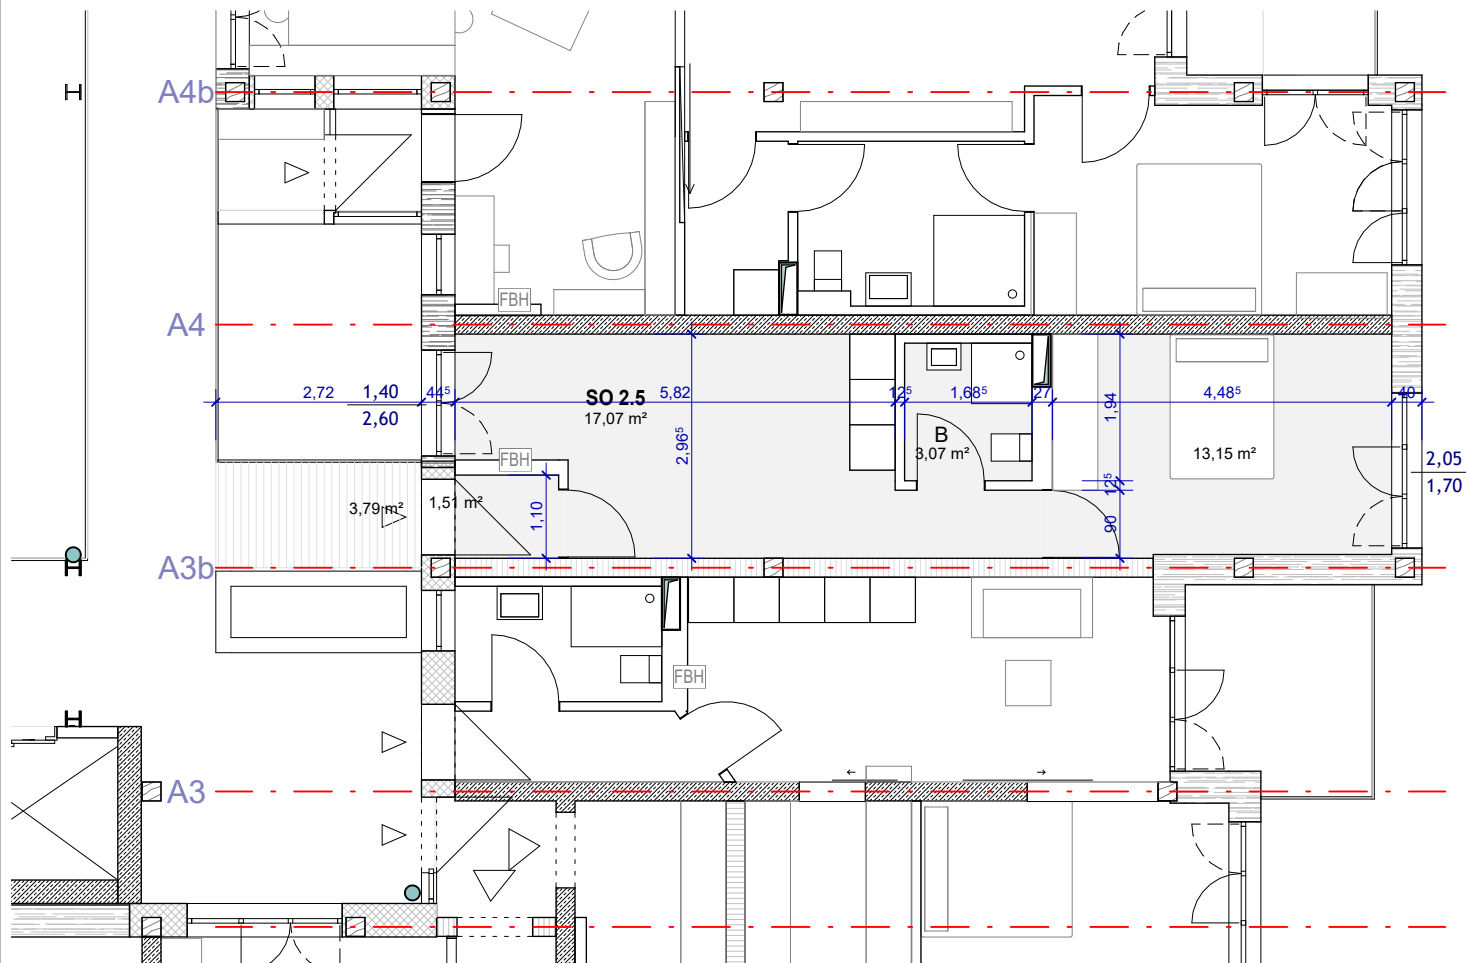 A4b
FBH
A4
2,72
1,40
2,60
44⁵
SO 2.5
17,07 m²
5,82
2,96⁵
12⁵
1,68⁵
27
B
3,07 m²
1,94
12⁵
90
4,48⁵
13,15 m²
40
2,05
1,70
FBH
3,79 m²
1,51 m²
1,10
A3b
FBH
A3